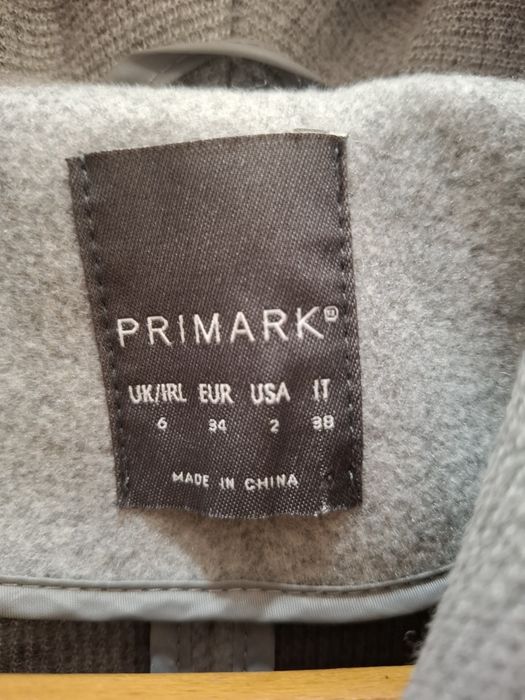 PRIMARK®
UK/IRL EUR USA IT
6 34 2 38
MADE IN CHINA